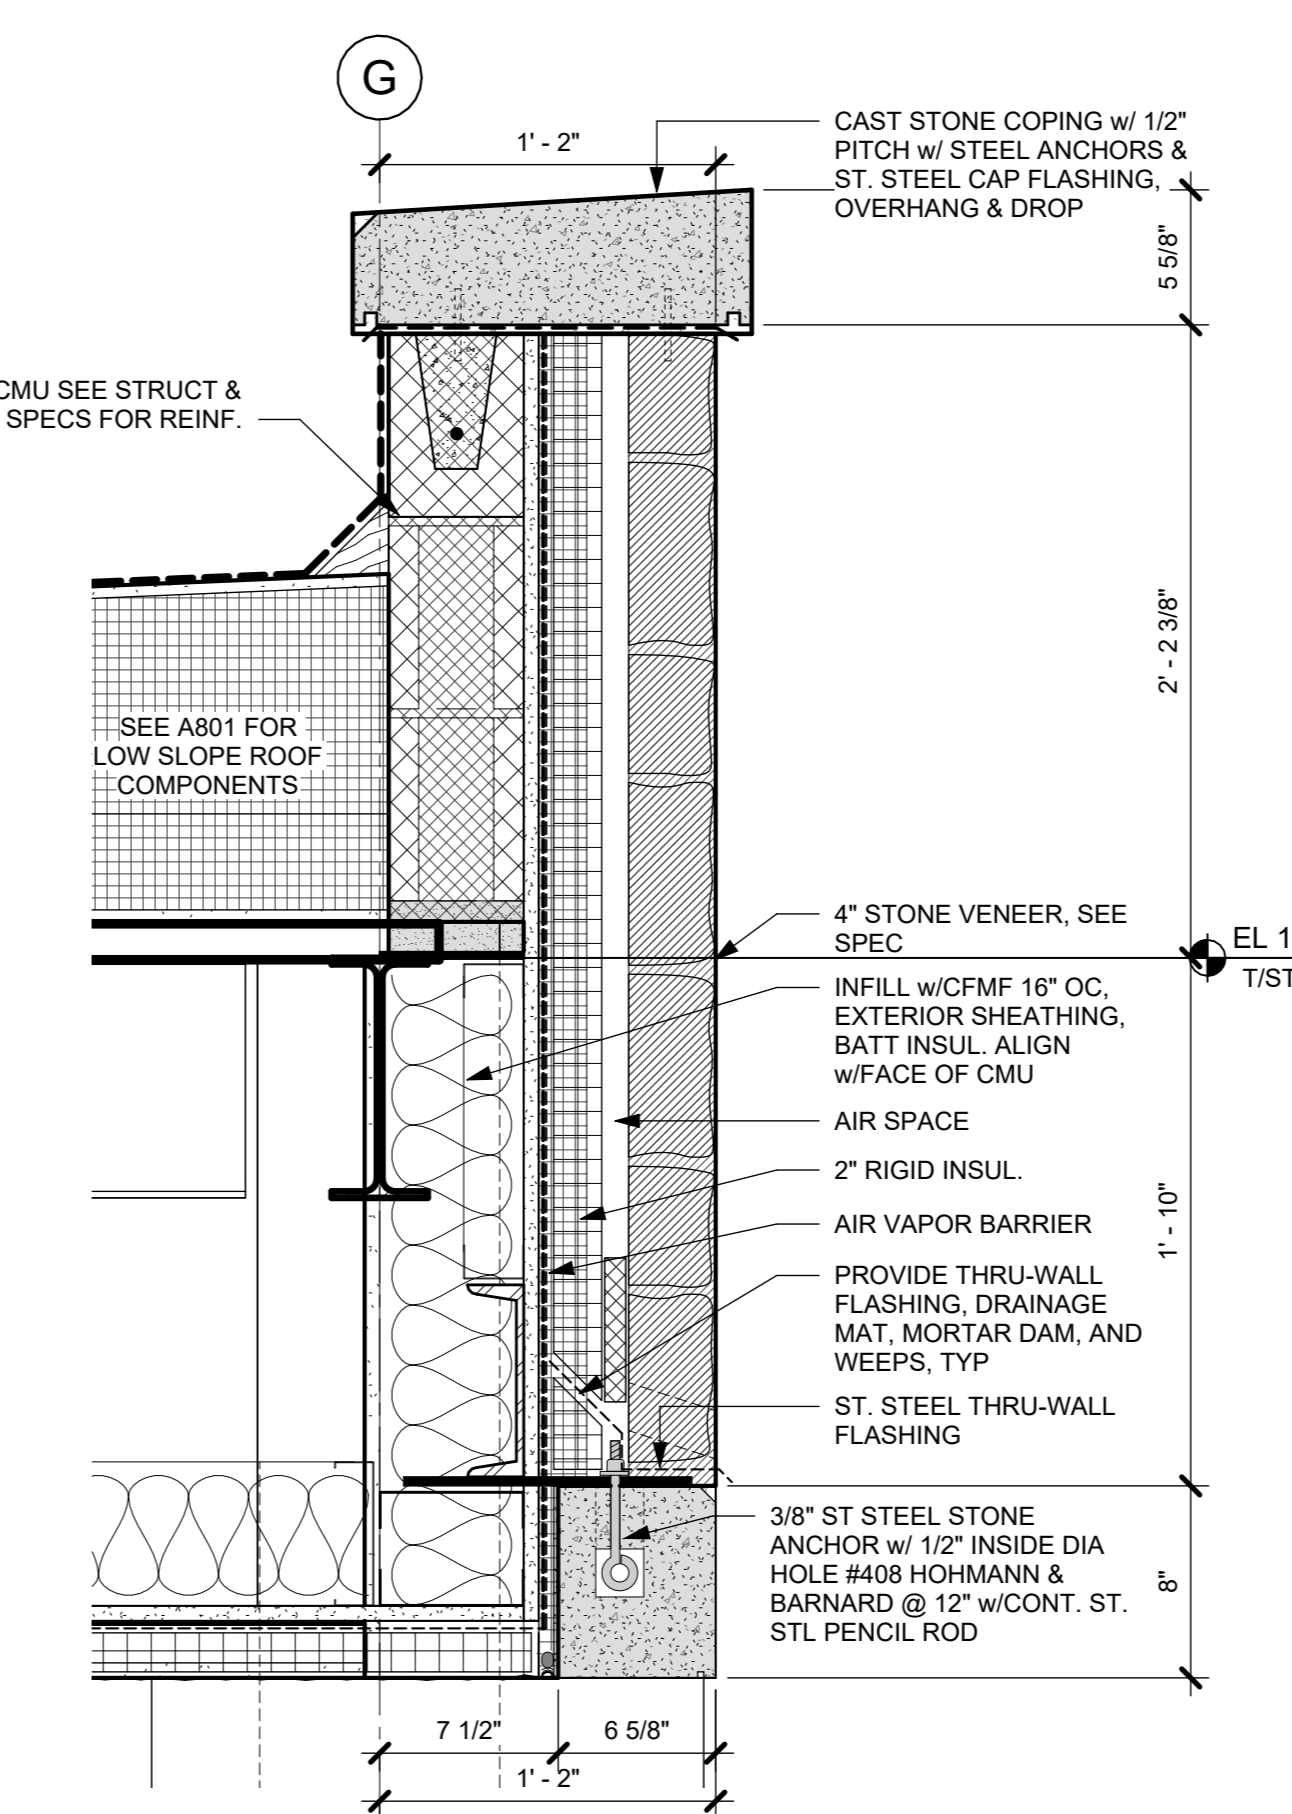 G
1' - 2"
CAST STONE COPING w/ 1/2"
PITCH w/ STEEL ANCHORS &
ST. STEEL CAP FLASHING,
OVERHANG & DROP
5 5/8"
CMU SEE STRUCT &
SPECS FOR REINF.
2' - 2 3/8"
SEE A801 FOR
LOW SLOPE ROOF
COMPONENTS
4" STONE VENEER, SEE
SPEC
EL 1
T/ST
INFILL w/CFMF 16" OC,
EXTERIOR SHEATHING,
BATT INSUL. ALIGN
w/FACE OF CMU
AIR SPACE
2" RIGID INSUL.
AIR VAPOR BARRIER
1' - 10"
PROVIDE THRU-WALL
FLASHING, DRAINAGE
MAT, MORTAR DAM, AND
WEEPS, TYP
ST. STEEL THRU-WALL
FLASHING
3/8" ST STEEL STONE
ANCHOR w/ 1/2" INSIDE DIA
HOLE #408 HOHMANN &
BARNARD @ 12" w/CONT. ST.
STL PENCIL ROD
8"
7 1/2"
6 5/8"
1' - 2"